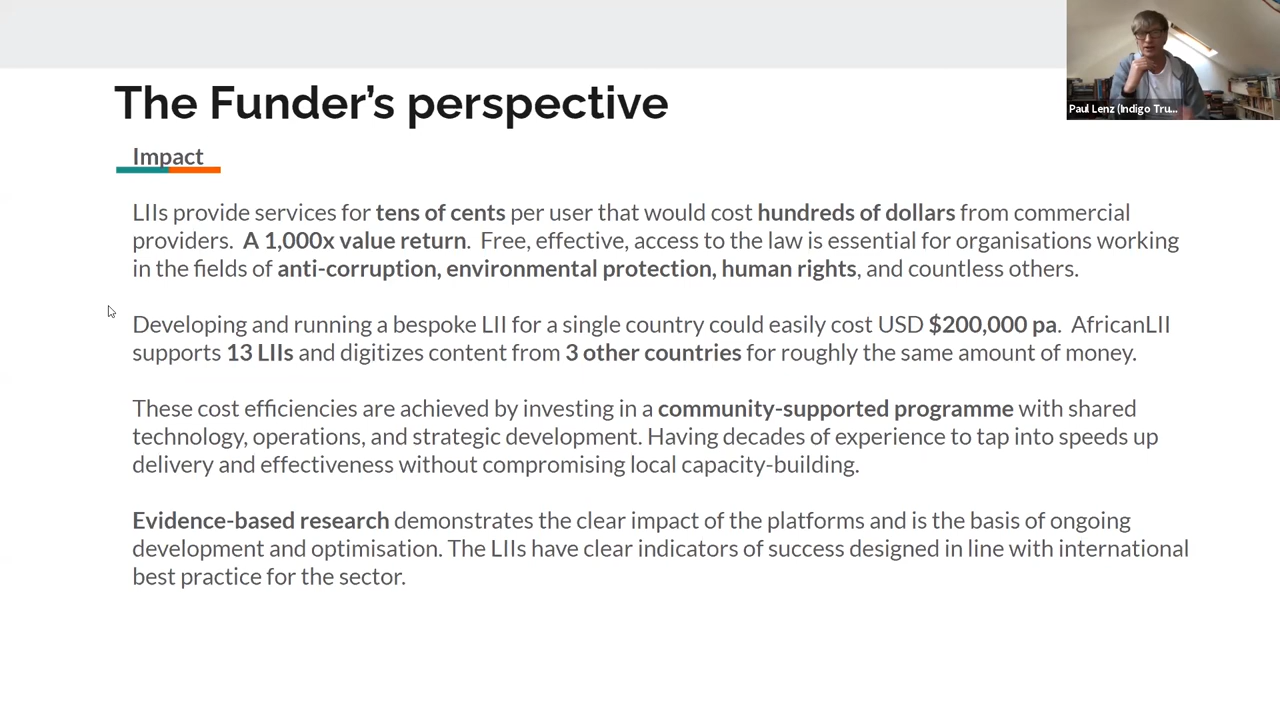 The Funder's perspective
Paul Lenz (Indigo Tru...
Impact
LIIs provide services for tens of cents per user that would cost hundreds of dollars from commercial
providers.  A 1,000x value return.  Free, effective, access to the law is essential for organisations working
in the fields of anti-corruption, environmental protection, human rights, and countless others.
Developing and running a bespoke LII for a single country could easily cost USD $200,000 pa.  AfricanLII
supports 13 LIIs and digitizes content from 3 other countries for roughly the same amount of money.
These cost efficiencies are achieved by investing in a community-supported programme with shared
technology, operations, and strategic development. Having decades of experience to tap into speeds up
delivery and effectiveness without compromising local capacity-building.
Evidence-based research demonstrates the clear impact of the platforms and is the basis of ongoing
development and optimisation. The LIIs have clear indicators of success designed in line with international
best practice for the sector.